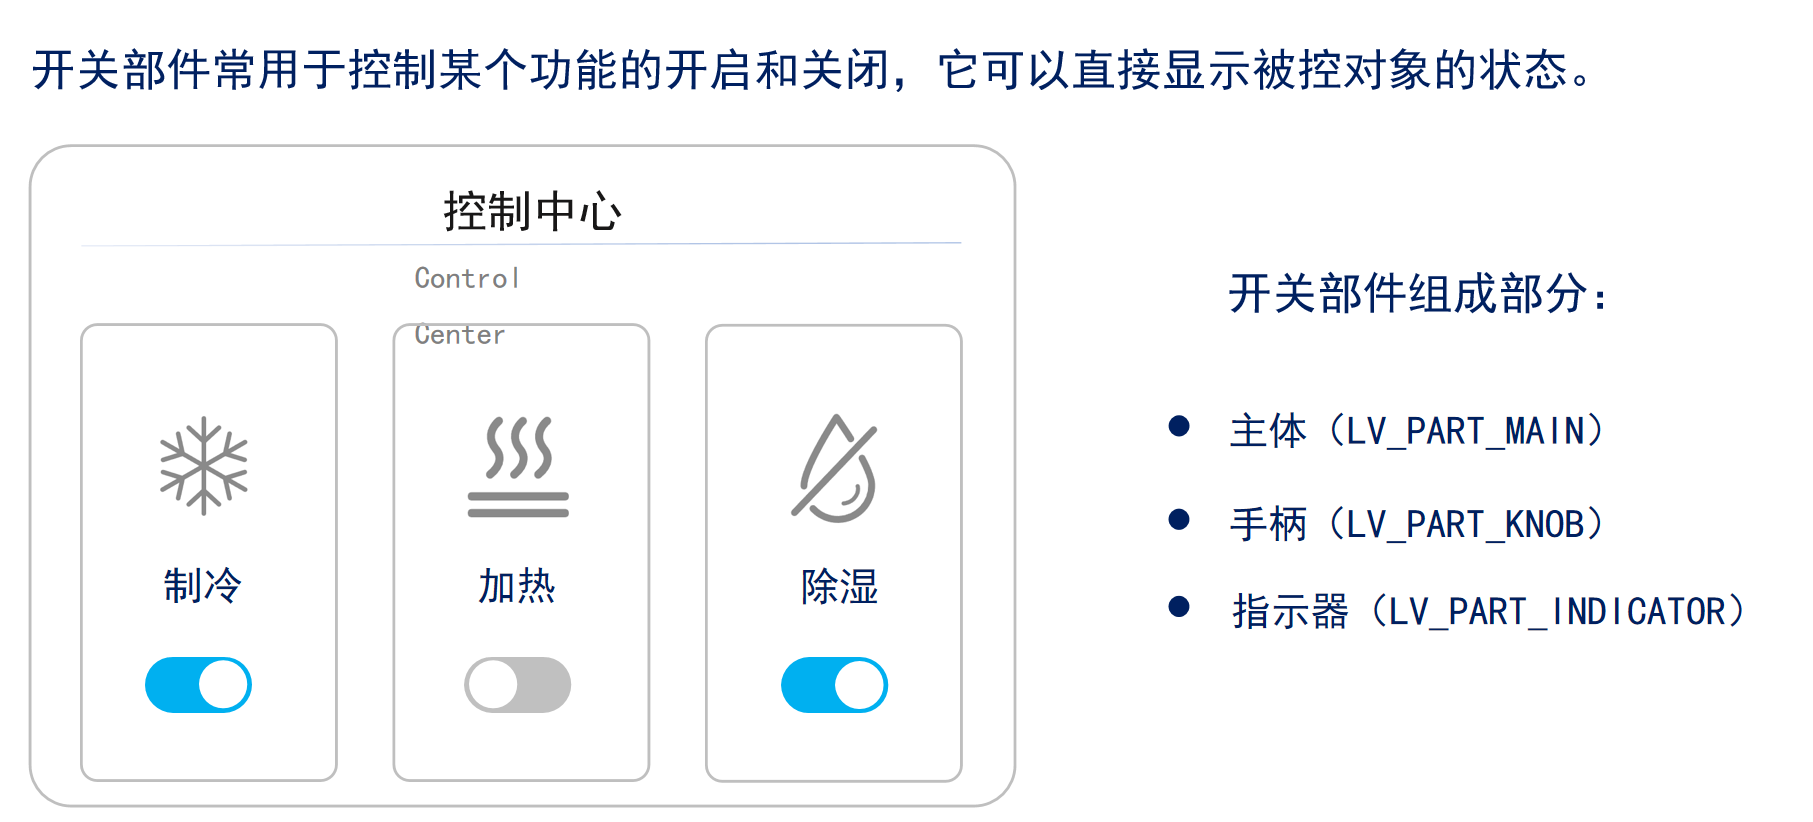 开关部件常用于控制某个功能的开启和关闭，它可以直接显示被控对象的状态。
控制中心
Control
Center
制冷
加热
除湿
开关部件组成部分：
主体（LV_PART_MAIN）
手柄（LV_PART_KNOB）
指示器（LV_PART_INDICATOR）